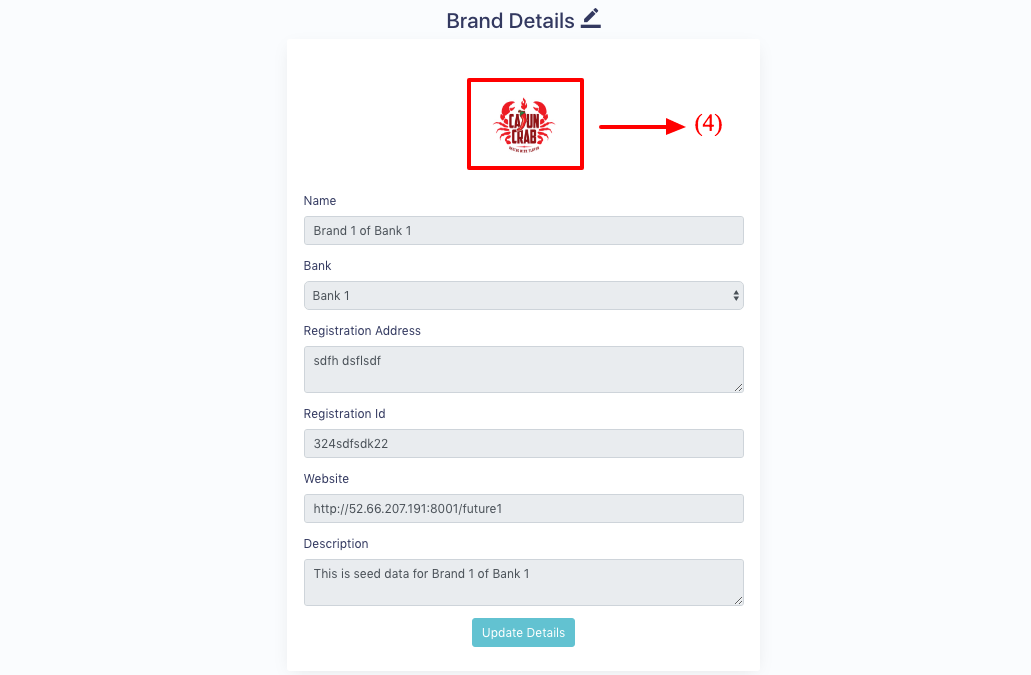 Brand Details
CAJUN
CRAB
(4)
Name
Brand 1 of Bank 1
Bank
Bank 1
Registration Address
sdfh dsflsdf
Registration Id
324sdfsdk22
Website
http://52.66.207.191:8001/future1
Description
This is seed data for Brand 1 of Bank 1
Update Details